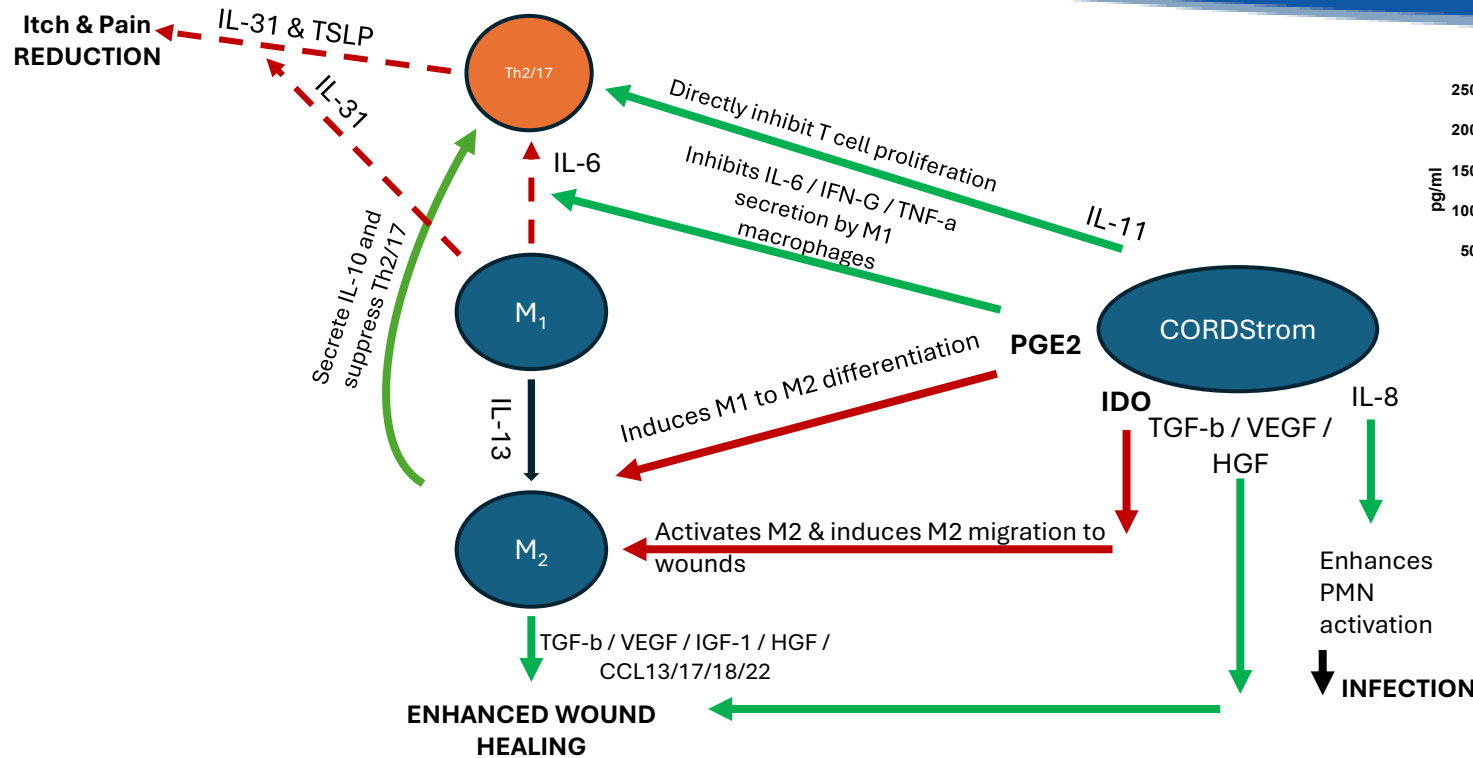 Itch & Pain
REDUCTION
IL-31 & TSLP
Th2/17
IL-31
Directly inhibit T cell proliferation
IL-11
IL-6
Inhibits IL-6 / IFN-G / TNF-a
secretion by M1
macrophages
Secrete IL-10 and
suppress Th2/17
M1
PGE2
CORDStrom
Induces M1 to M2 differentiation
IL-13
IDO
IL-8
TGF-b / VEGF /
HGF
Activates M2 & induces M2 migration to
wounds
M2
Enhances
PMN
activation
TGF-b / VEGF / IGF-1 / HGF /
CCL13/17/18/22
INFECTION
ENHANCED WOUND
HEALING
pg/ml